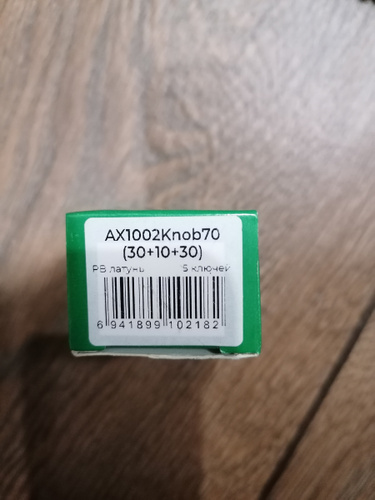 AX1002Knob70
(30+10+30)
PB латунь 5 ключей
6 941899 102182